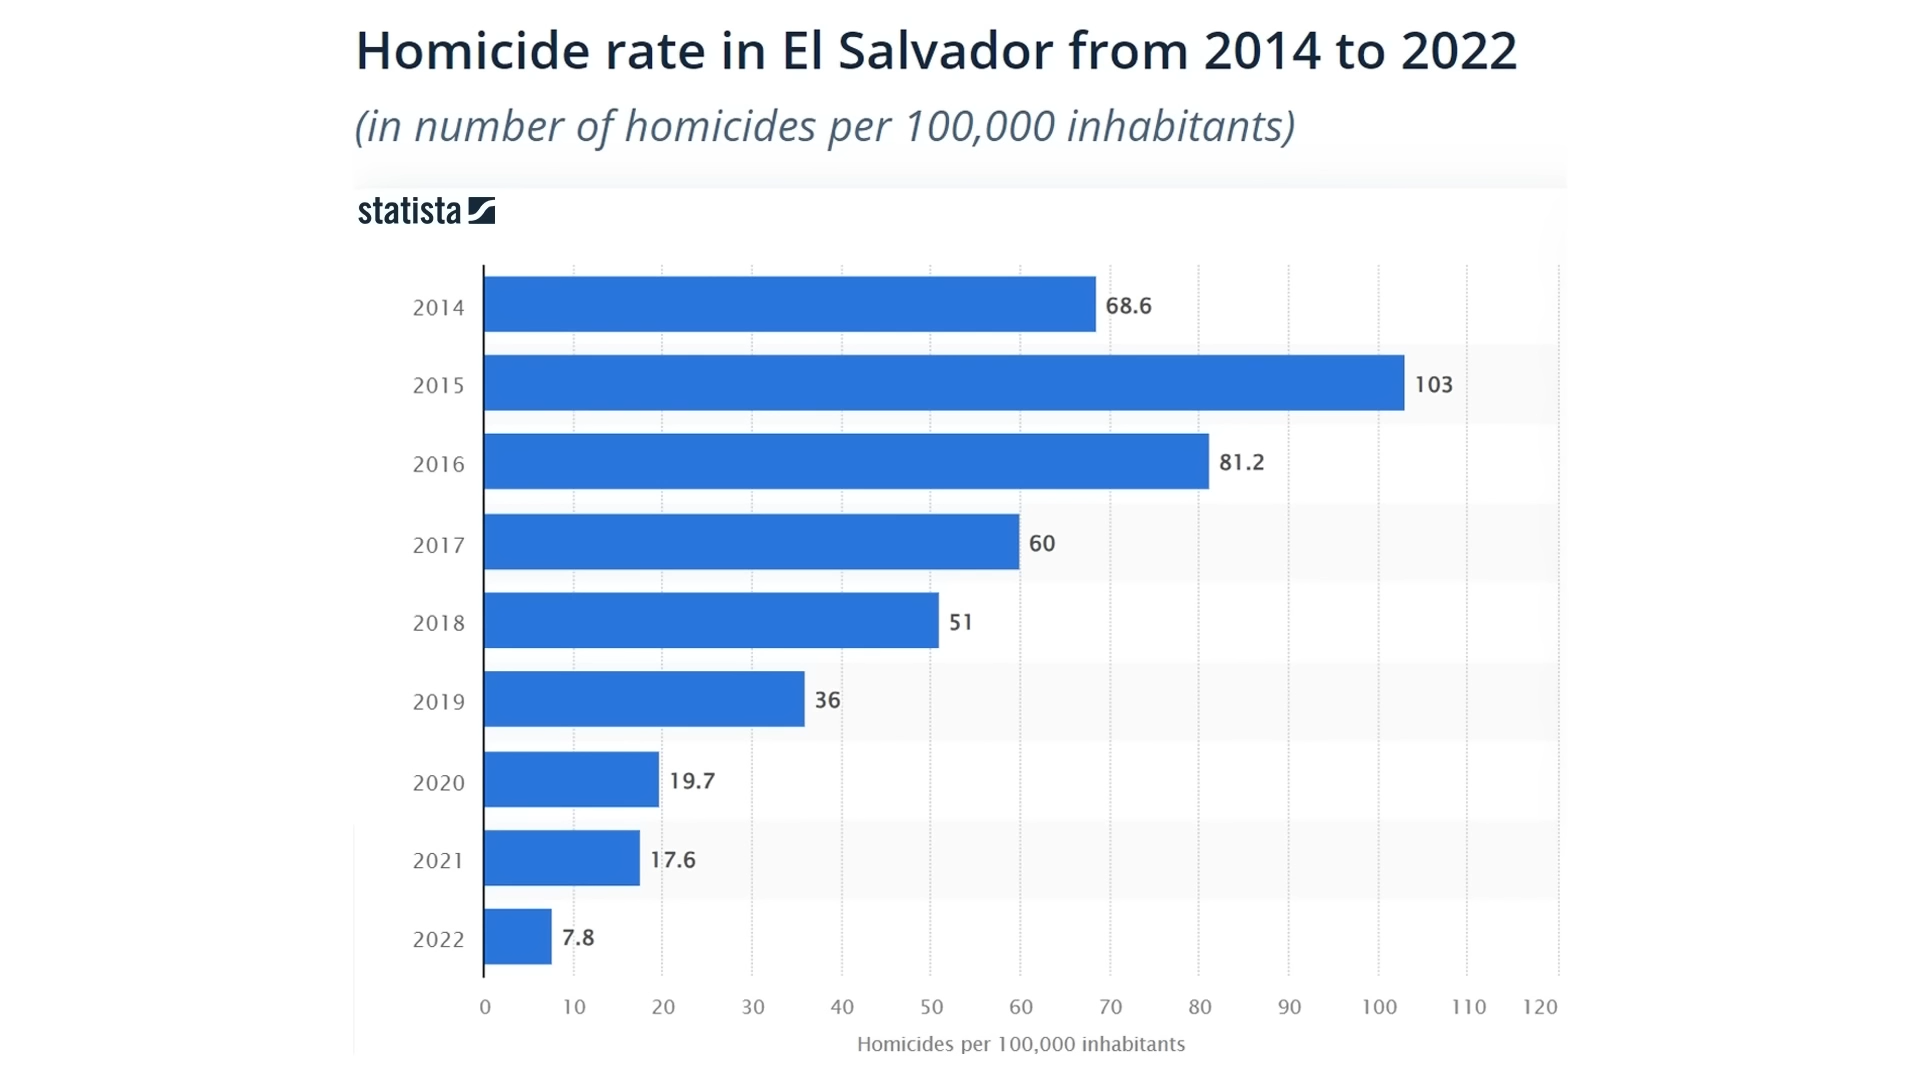 Homicide rate in El Salvador from 2014 to 2022
(in number of homicides per 100,000 inhabitants)
statista
2014 68.6
2015 103
2016 81.2
2017 60
2018 51
2019 36
2020 19.7
2021 17.6
2022 7.8
0 10 20 30 40 50 60 70 80 90 100 110 120
Homicides per 100,000 inhabitants